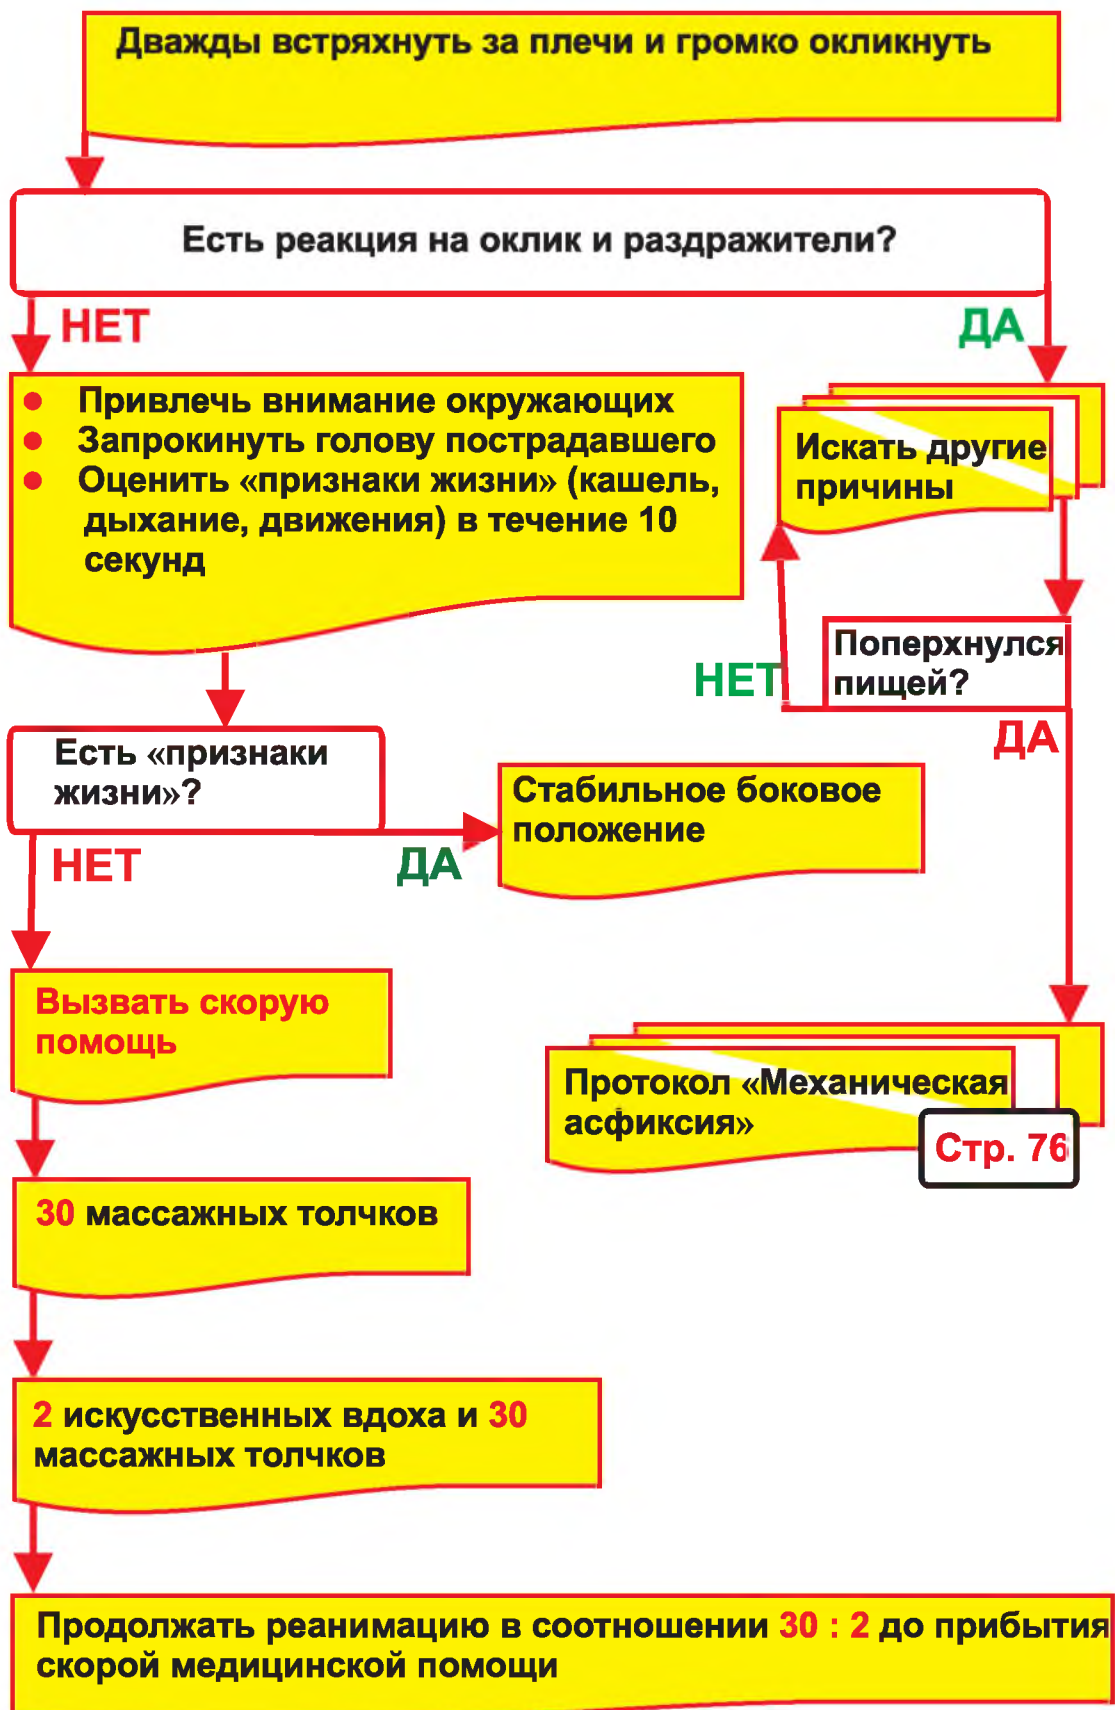 Дважды встряхнуть за плечи и громко окликнуть
Есть реакция на оклик и раздражители?
НЕТ
ДА
● Привлечь внимание окружающих
● Запрокинуть голову пострадавшего
● Оценить «признаки жизни» (кашель,
дыхание, движения) в течение 10
секунд
Искать другие
причины
Поперхнулся
пищей?
НЕТ
ДА
Есть «признаки
жизни»?
НЕТ
ДА
Стабильное боковое
положение
Вызвать скорую
помощь
Протокол «Механическая
асфиксия»
Стр. 76
30 массажных толчков
2 искусственных вдоха и 30
массажных толчков
Продолжать реанимацию в соотношении 30 : 2 до прибытия
скорой медицинской помощи